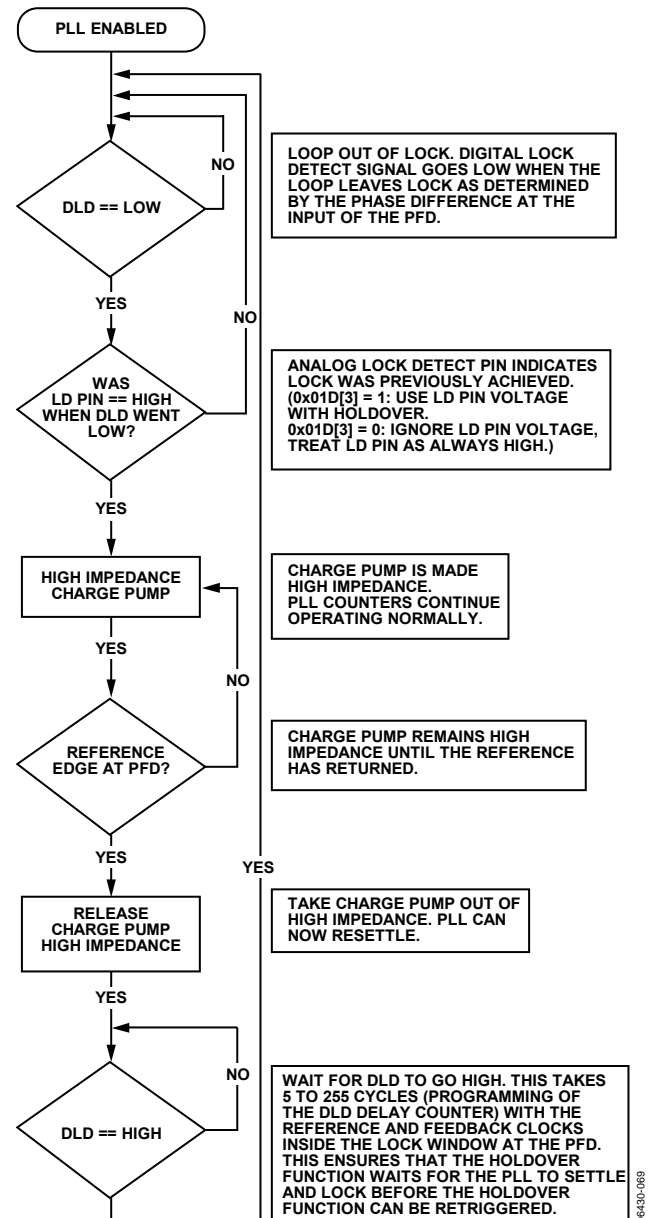 PLL ENABLED
NO
DLD == LOW
LOOP OUT OF LOCK. DIGITAL LOCK
DETECT SIGNAL GOES LOW WHEN THE
LOOP LEAVES LOCK AS DETERMINED
BY THE PHASE DIFFERENCE AT THE
INPUT OF THE PFD.
YES
NO
WAS
LD PIN == HIGH
WHEN DLD WENT
LOW?
ANALOG LOCK DETECT PIN INDICATES
LOCK WAS PREVIOUSLY ACHIEVED.
(0x01D[3] = 1: USE LD PIN VOLTAGE
WITH HOLDOVER.
0x01D[3] = 0: IGNORE LD PIN VOLTAGE,
TREAT LD PIN AS ALWAYS HIGH.)
YES
HIGH IMPEDANCE
CHARGE PUMP
CHARGE PUMP IS MADE
HIGH IMPEDANCE.
PLL COUNTERS CONTINUE
OPERATING NORMALLY.
YES
NO
REFERENCE
EDGE AT PFD?
CHARGE PUMP REMAINS HIGH
IMPEDANCE UNTIL THE REFERENCE
HAS RETURNED.
YES
YES
RELEASE
CHARGE PUMP
HIGH IMPEDANCE
TAKE CHARGE PUMP OUT OF
HIGH IMPEDANCE. PLL CAN
NOW RESETTLE.
YES
NO
DLD == HIGH
WAIT FOR DLD TO GO HIGH. THIS TAKES
5 TO 255 CYCLES (PROGRAMMING OF
THE DLD DELAY COUNTER) WITH THE
REFERENCE AND FEEDBACK CLOCKS
INSIDE THE LOCK WINDOW AT THE PFD.
THIS ENSURES THAT THE HOLDOVER
FUNCTION WAITS FOR THE PLL TO SETTLE
AND LOCK BEFORE THE HOLDOVER
FUNCTION CAN BE RETRIGGERED.
06430-069